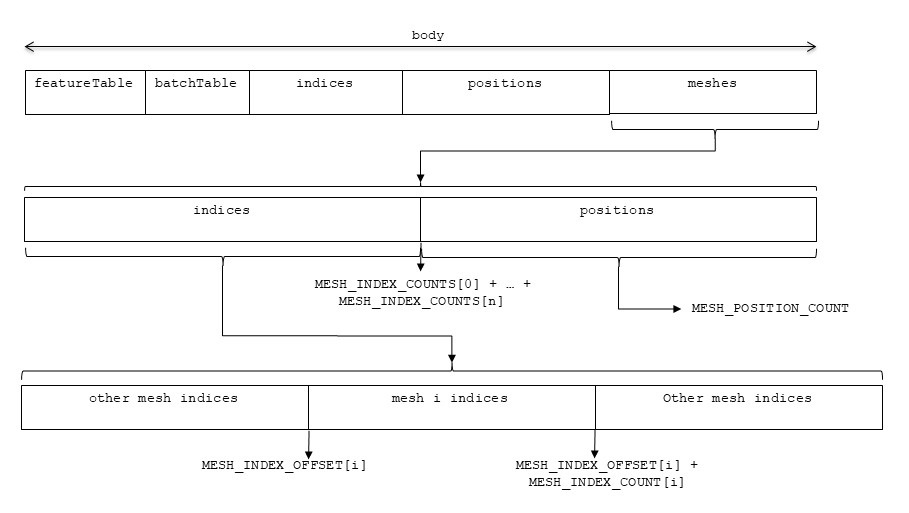 body
featureTable batchTable indices positions meshes
indices positions
MESH_INDEX_COUNTS[0] + … +
MESH_INDEX_COUNTS[n]
MESH_POSITION_COUNT
other mesh indices mesh i indices Other mesh indices
MESH_INDEX_OFFSET[i]
MESH_INDEX_OFFSET[i] +
MESH_INDEX_COUNT[i]